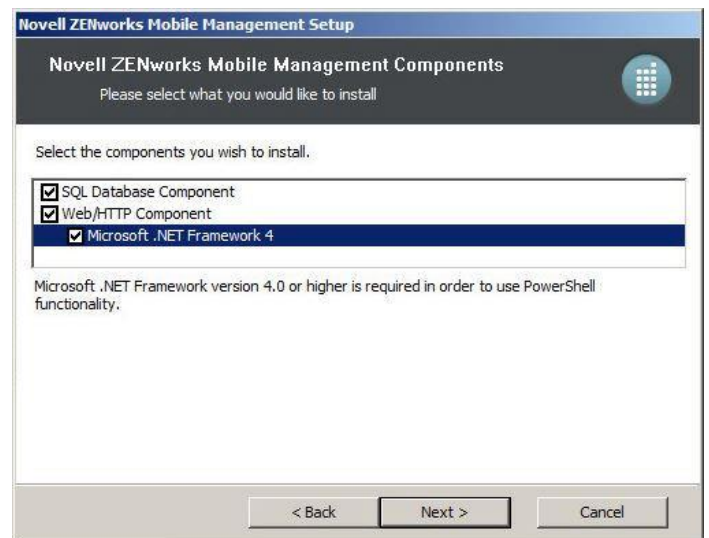 Novell ZENworks Mobile Management Setup
Novell ZENworks Mobile Management Components
Please select what you would like to install
Select the components you wish to install.
SQL Database Component
Web/HTTP Component
Microsoft .NET Framework 4
Microsoft .NET Framework version 4.0 or higher is required in order to use PowerShell
functionality.
< Back
Next >
Cancel